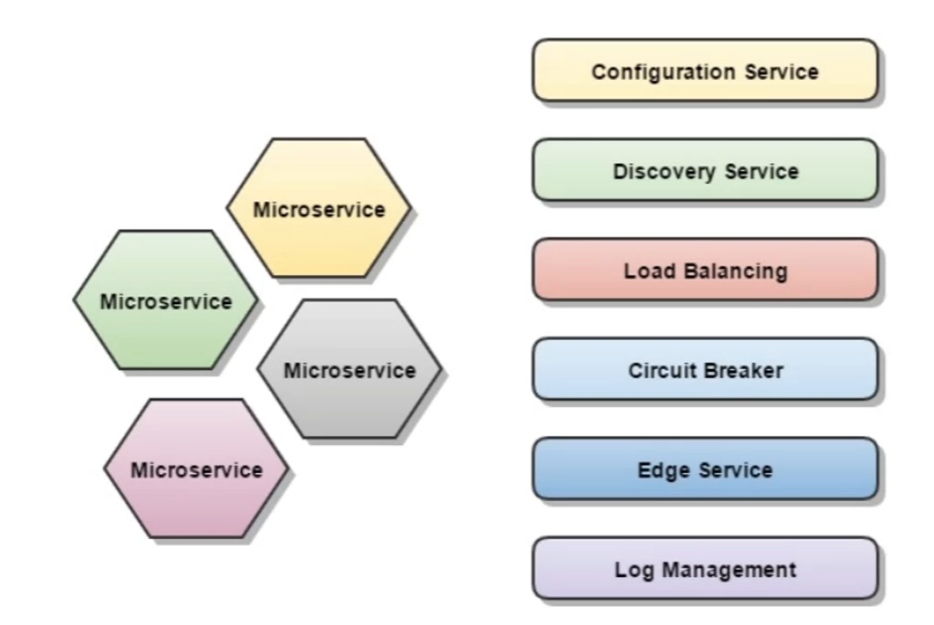 Configuration Service
Discovery Service
Microservice
Load Balancing
Microservice
Circuit Breaker
Microservice
Edge Service
Microservice
Log Management